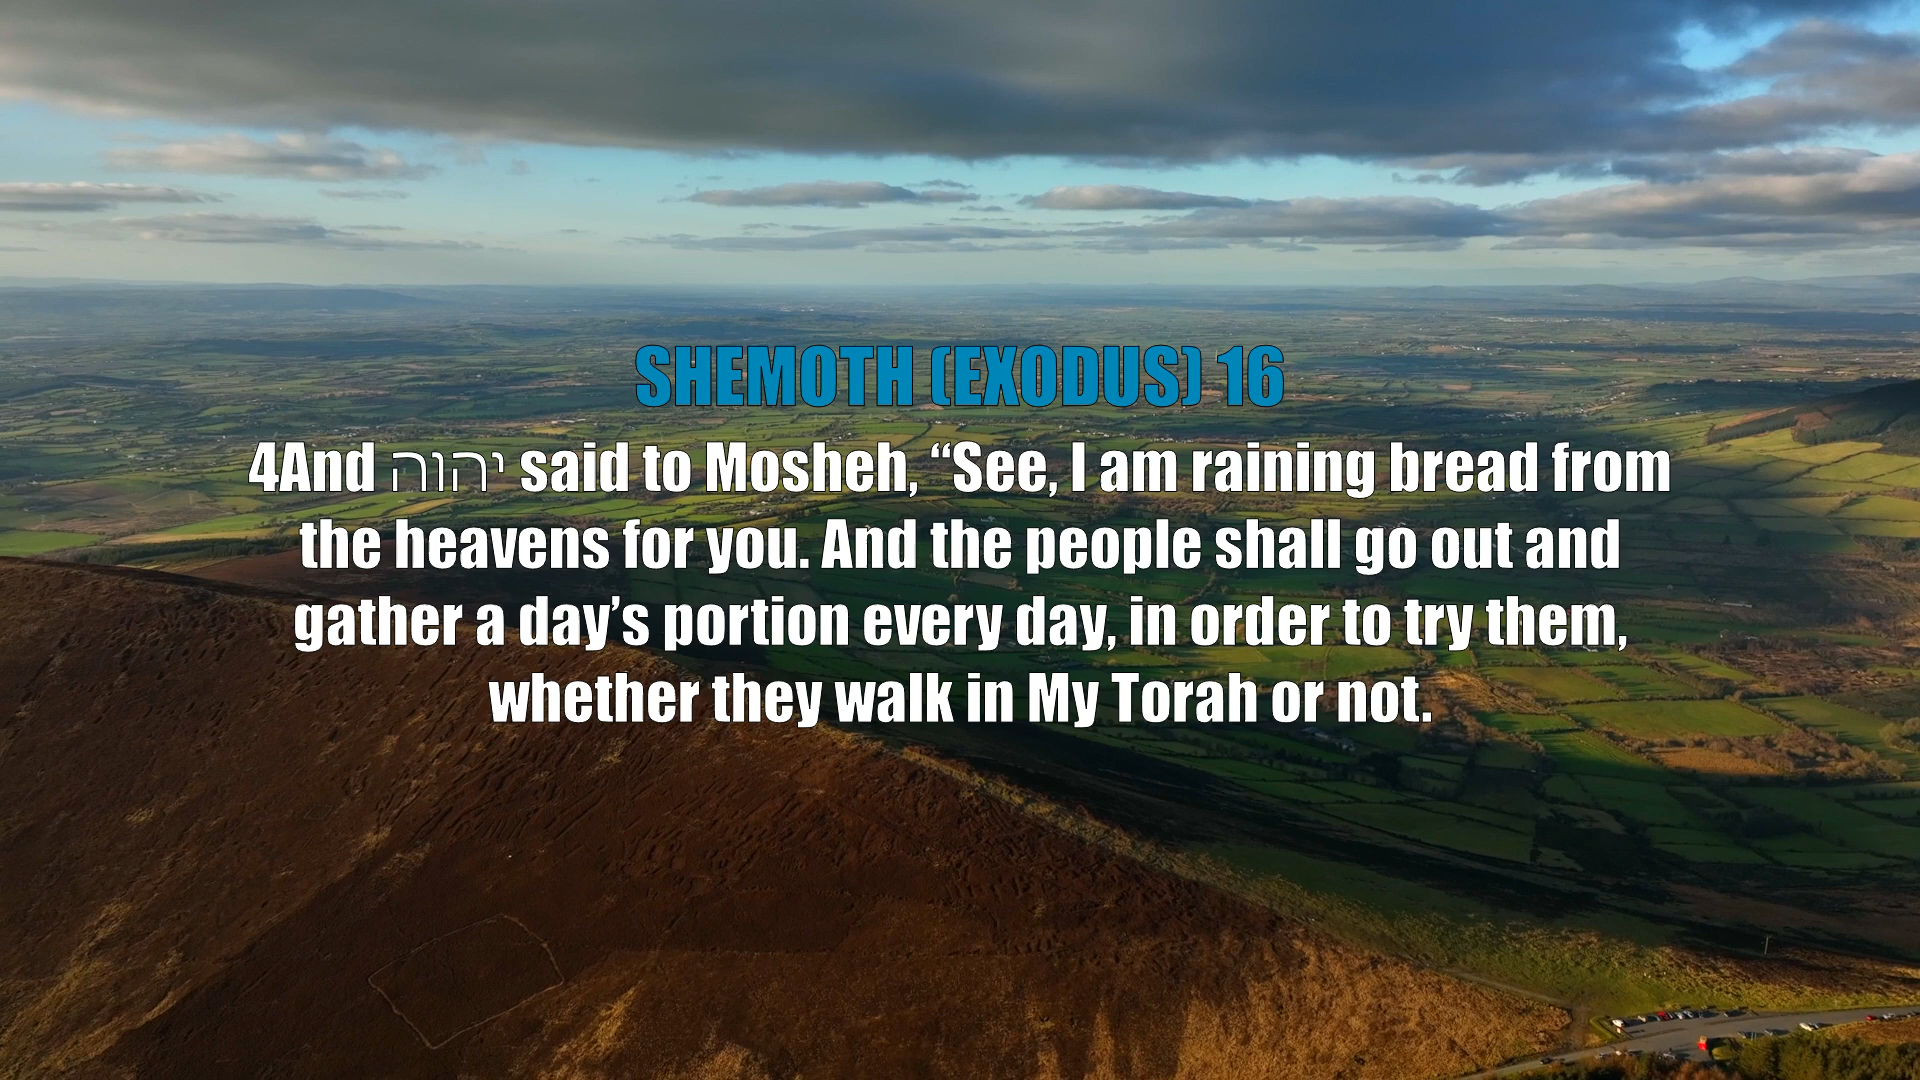 SHEMOTH (EXODUS) 16
4And יהוה said to Mosheh, “See, I am raining bread from
the heavens for you. And the people shall go out and
gather a day’s portion every day, in order to try them,
whether they walk in My Torah or not.